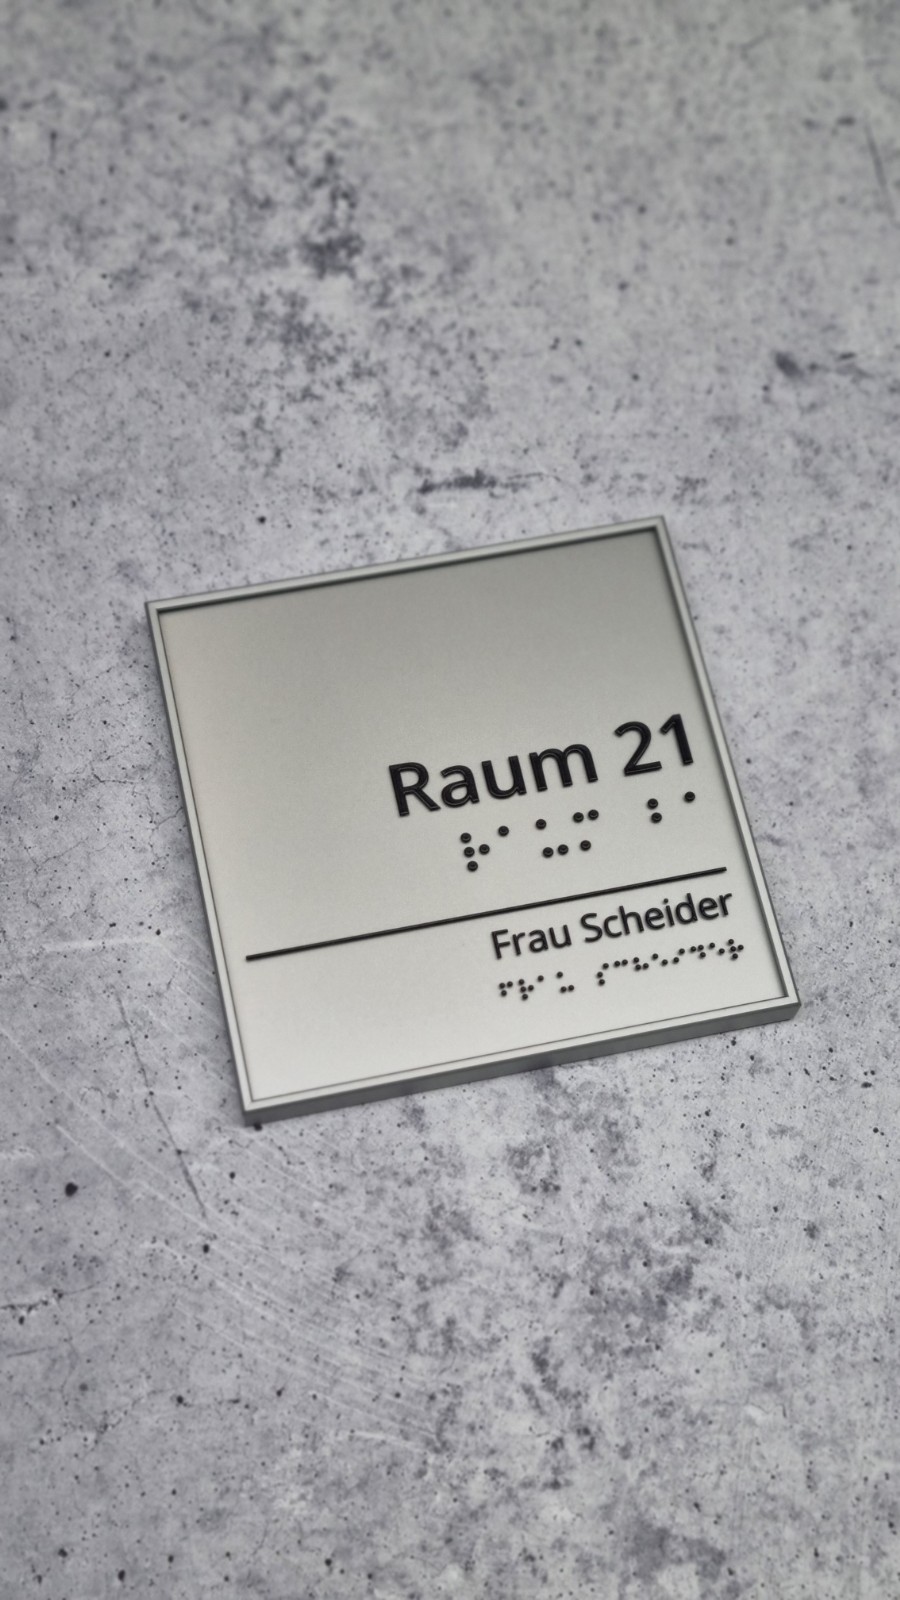 Raum 21
⠗⠁⠥⠍ ⠃⠁
Frau Scheider
⠋⠗⠁⠥ ⠎⠉⠓⠑⠊⠙⠑⠗